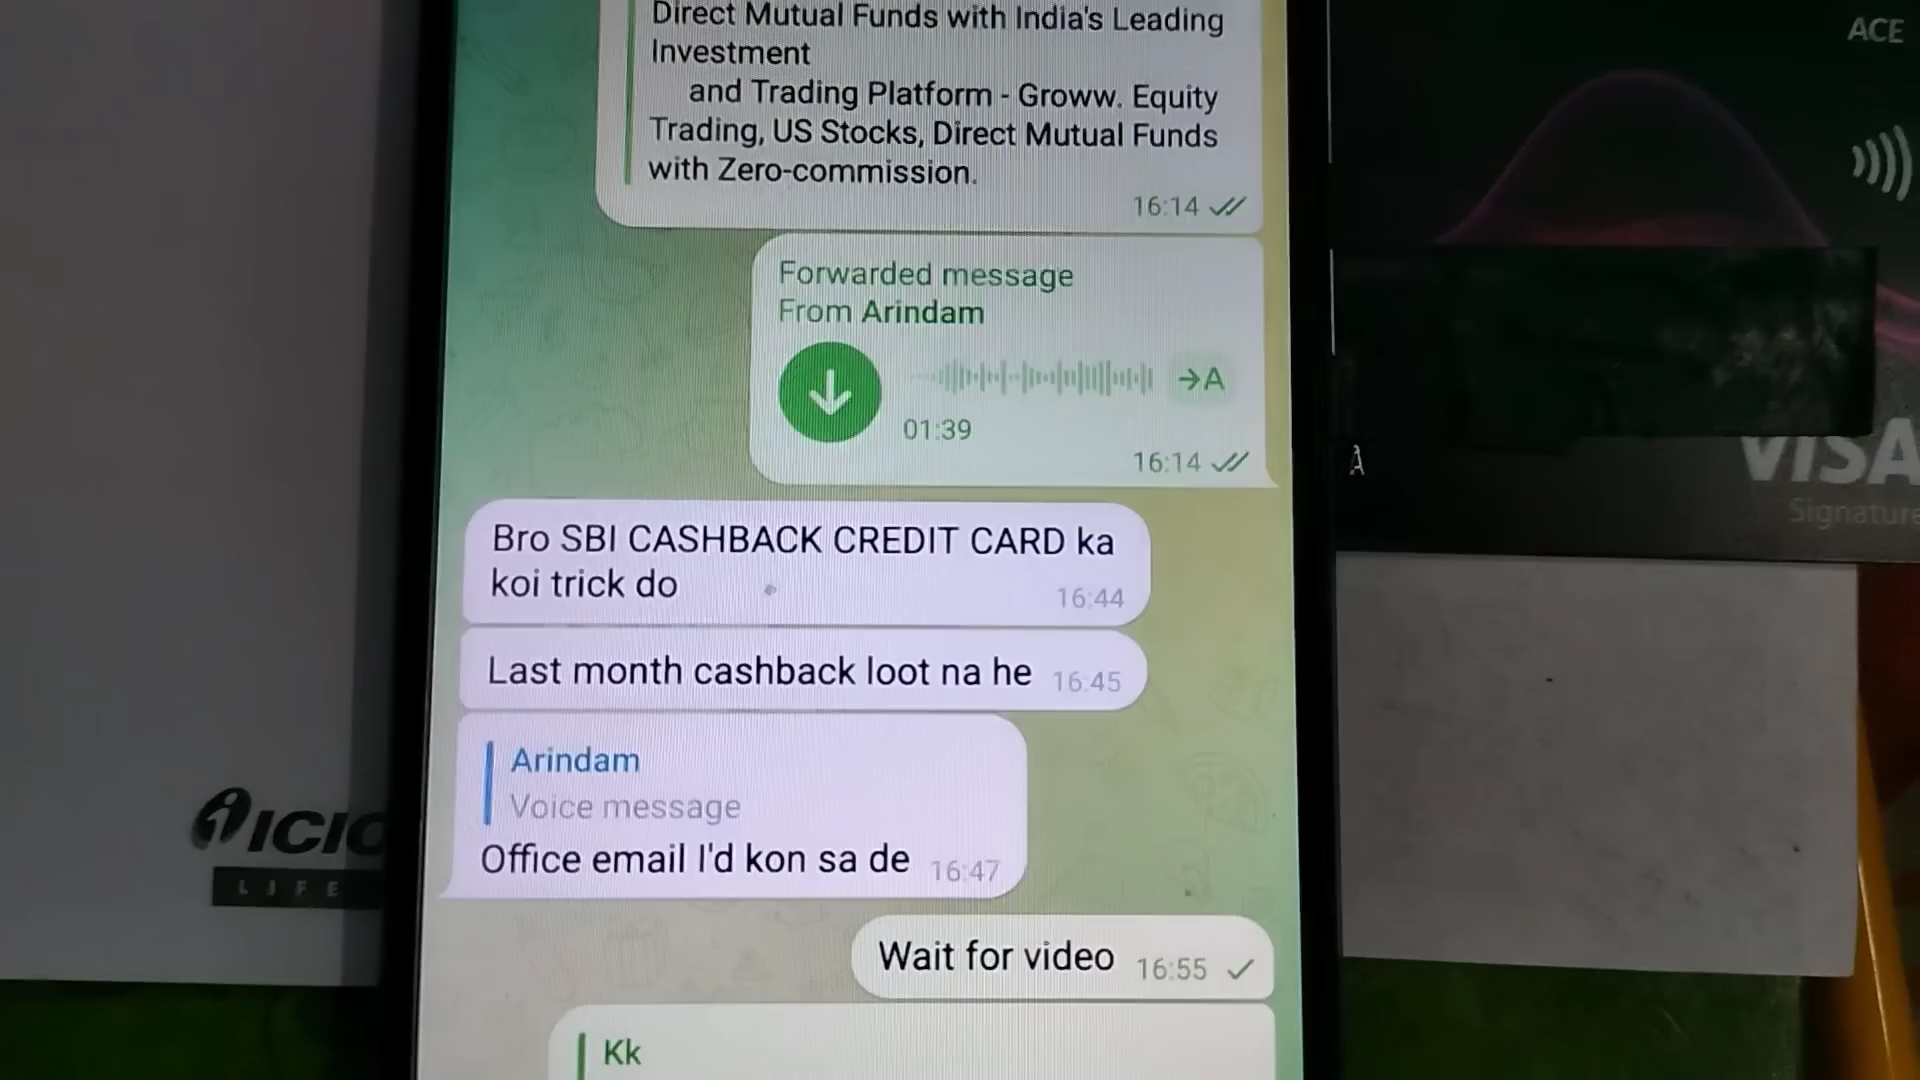 Direct Mutual Funds with India's Leading
Investment
and Trading Platform - Groww. Equity
Trading, US Stocks, Direct Mutual Funds
with Zero-commission.
16:14
Forwarded message
From Arindam
→A
01:39
16:14
Bro SBI CASHBACK CREDIT CARD ka
koi trick do
16:44
Last month cashback loot na he 16:45
Arindam
Voice message
Office email I'd kon sa de 16:47
Wait for video 16:55
Kk
ACE
VISA
Signature
ICIC
LIFE